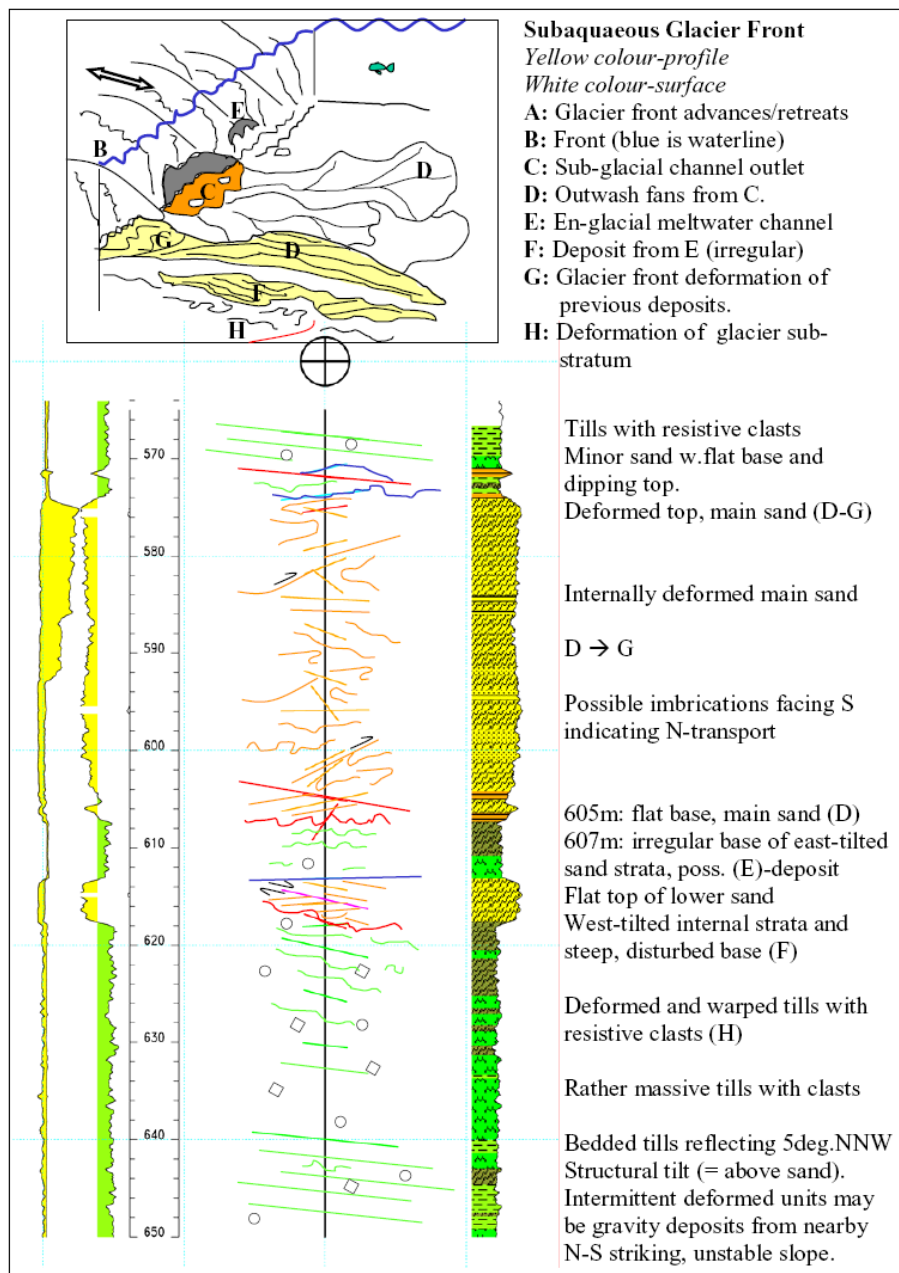 Subaquaeous Glacier Front
Yellow colour-profile
White colour-surface
A: Glacier front advances/retreats
B: Front (blue is waterline)
C: Sub-glacial channel outlet
D: Outwash fans from C.
E: En-glacial meltwater channel
F: Deposit from E (irregular)
G: Glacier front deformation of
previous deposits.
H: Deformation of glacier sub-
stratum
E
B
D
C
G
D
F
H
570
580
590
600
610
620
630
640
650
Tills with resistive clasts
Minor sand w.flat base and
dipping top.
Deformed top, main sand (D-G)
Internally deformed main sand
D → G
Possible imbrications facing S
indicating N-transport
605m: flat base, main sand (D)
607m: irregular base of east-tilted
sand strata, poss. (E)-deposit
Flat top of lower sand
West-tilted internal strata and
steep, disturbed base (F)
Deformed and warped tills with
resistive clasts (H)
Rather massive tills with clasts
Bedded tills reflecting 5deg.NNW
Structural tilt (= above sand).
Intermittent deformed units may
be gravity deposits from nearby
N-S striking, unstable slope.